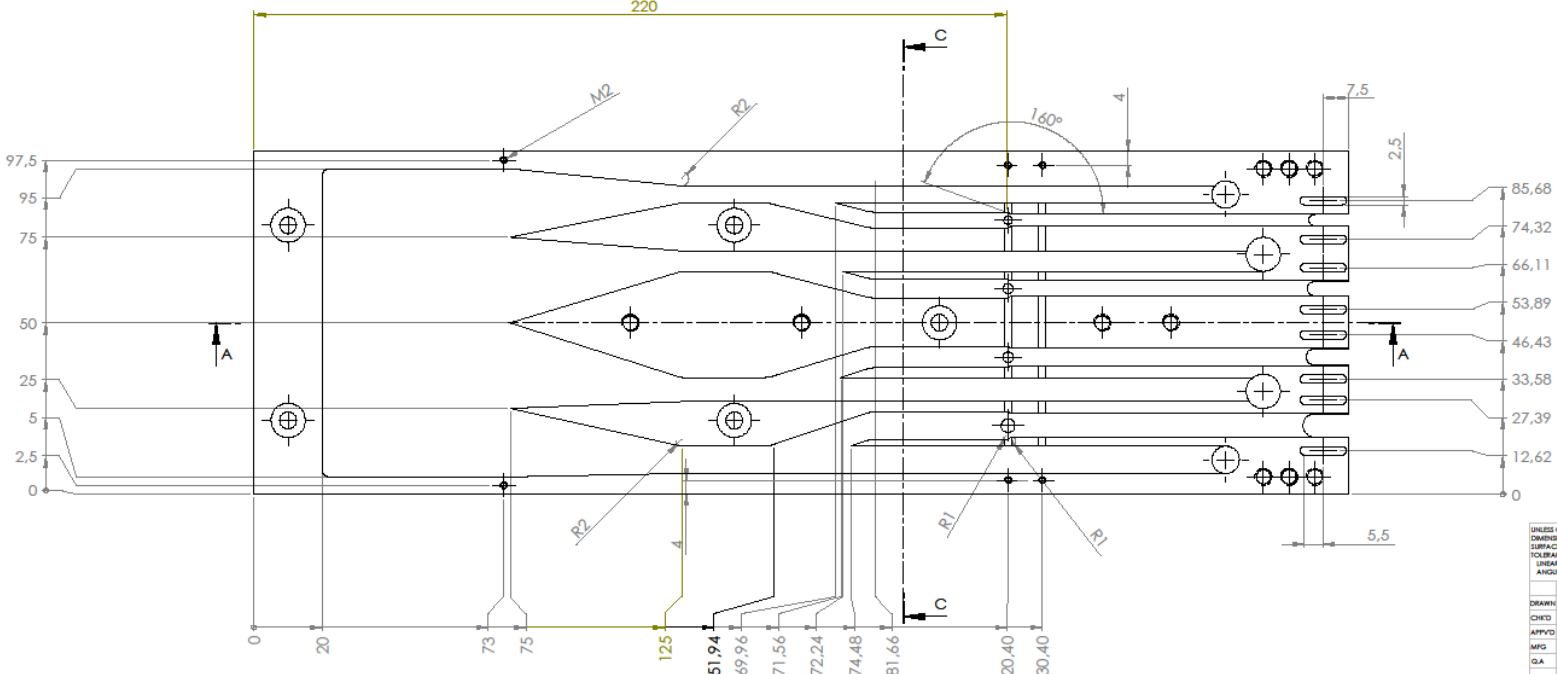 220
C
M2
R2
4
160°
7,5
2,5
97,5
95
75
50
25
5
2,5
0
85,68
74,32
66,11
53,89
46,43
33,58
27,39
12,62
0
A
A
R2
4
R1
R1
5,5
C
0
20
73
75
125
51,94
69,96
71,56
72,24
74,48
81,66
20,40
30,40
UNLESS
DIMENS
SURFAC
TOLERA
LINEAR
ANGU
DRAWN
CHK'D
APPV'D
MFG
Q.A